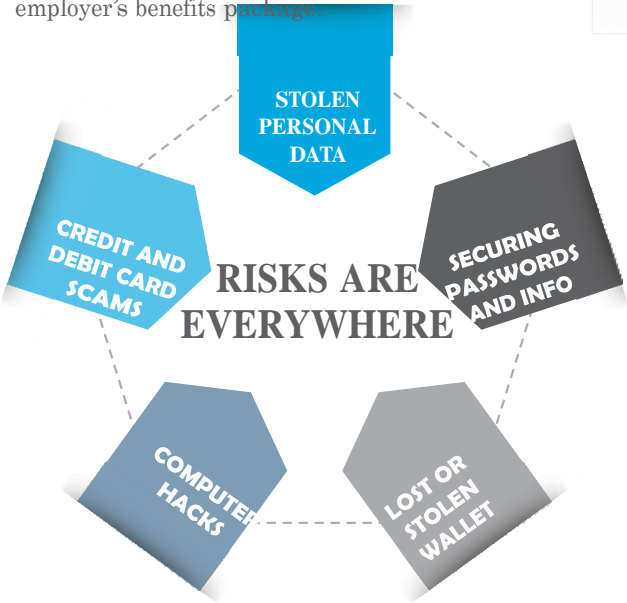 employer's benefits package.
STOLEN
PERSONAL
DATA
CREDIT AND
DEBIT CARD
SCAMS
RISKS ARE
EVERYWHERE
SECURING
PASSWORDS
AND INFO
COMPUTER
HACKS
LOST OR
STOLEN
WALLET